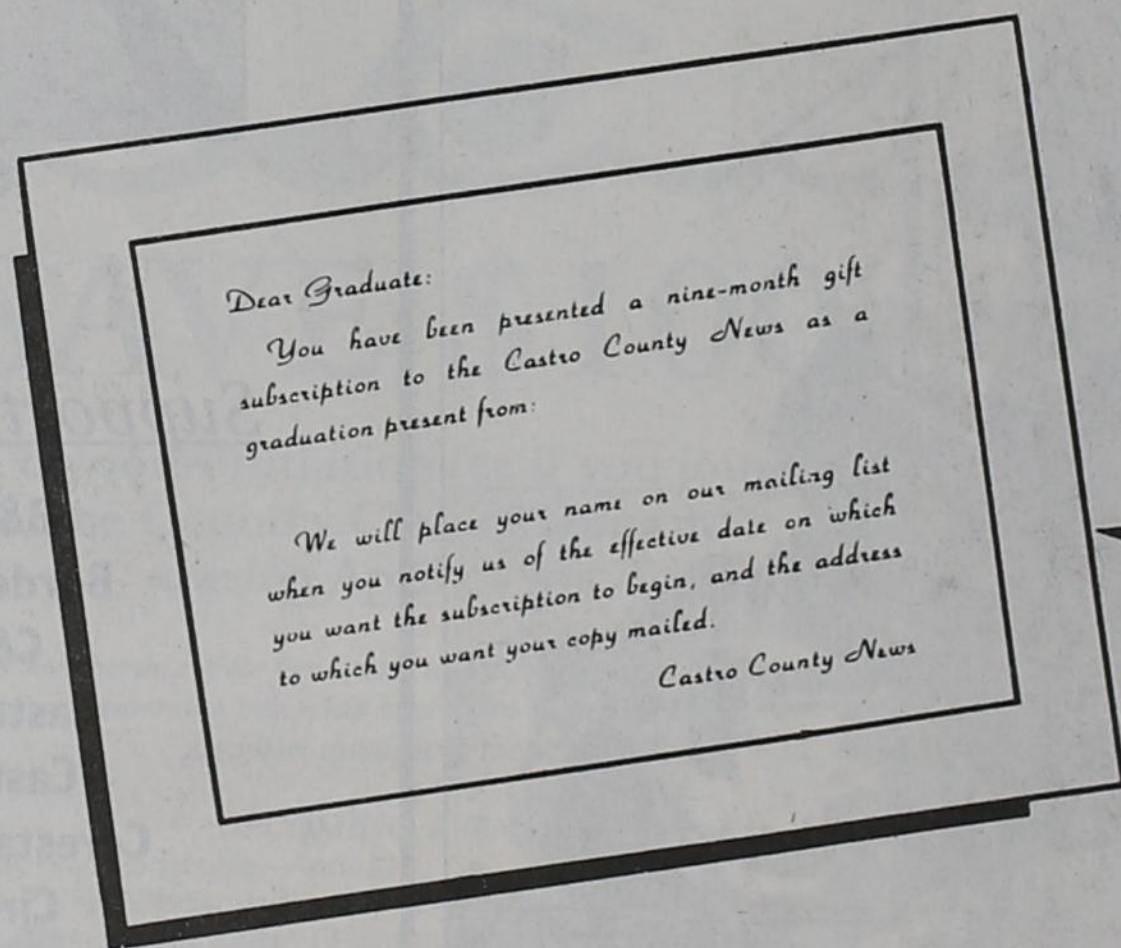 Dear Graduate:
You have been presented a nine-month gift
subscription to the Castro County News as a
graduation present from:
We will place your name on our mailing list
when you notify us of the effective date on which
you want the subscription to begin, and the address
to which you want your copy mailed.
Castro County News